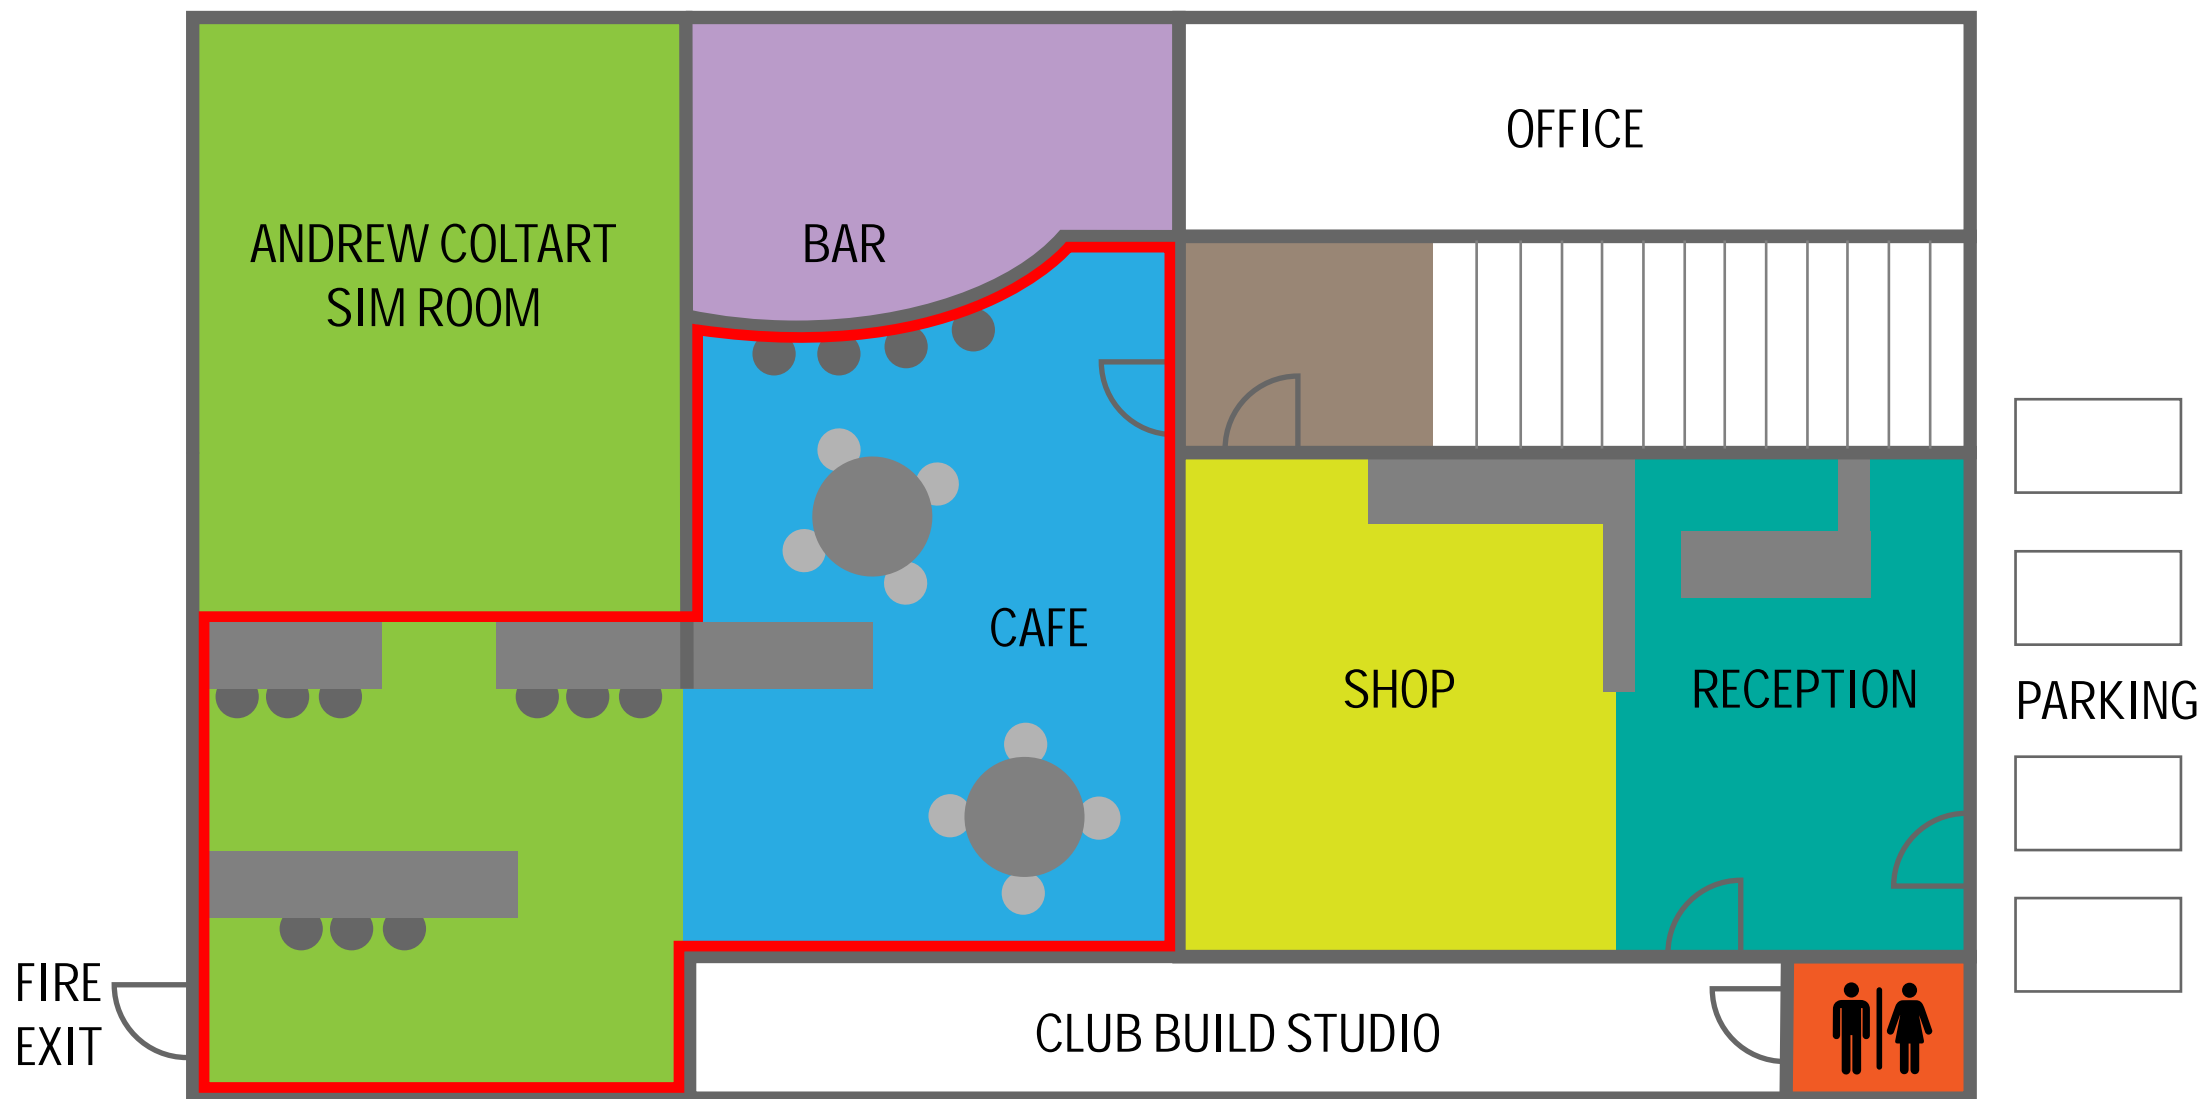 OFFICE
ANDREW COLTART
SIM ROOM
BAR
CAFE
SHOP
RECEPTION
PARKING
FIRE
EXIT
CLUB BUILD STUDIO